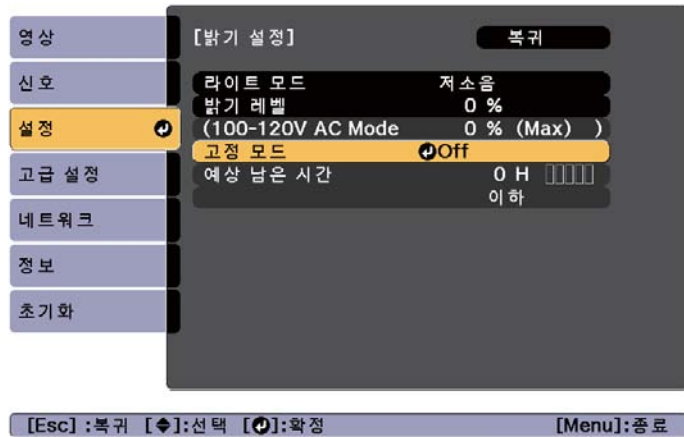 영상
신호
설정
고급 설정
네트워크
정보
초기화
[밝기 설정] 복귀
라이트 모드 저소음
밝기 레벨 0 %
(100-120V AC Mode 0 % (Max) )
고정 모드 Off
예상 남은 시간 0 H
이하
[Esc] :복귀 [◆]:선택 [↵]:확정 [Menu]:종료